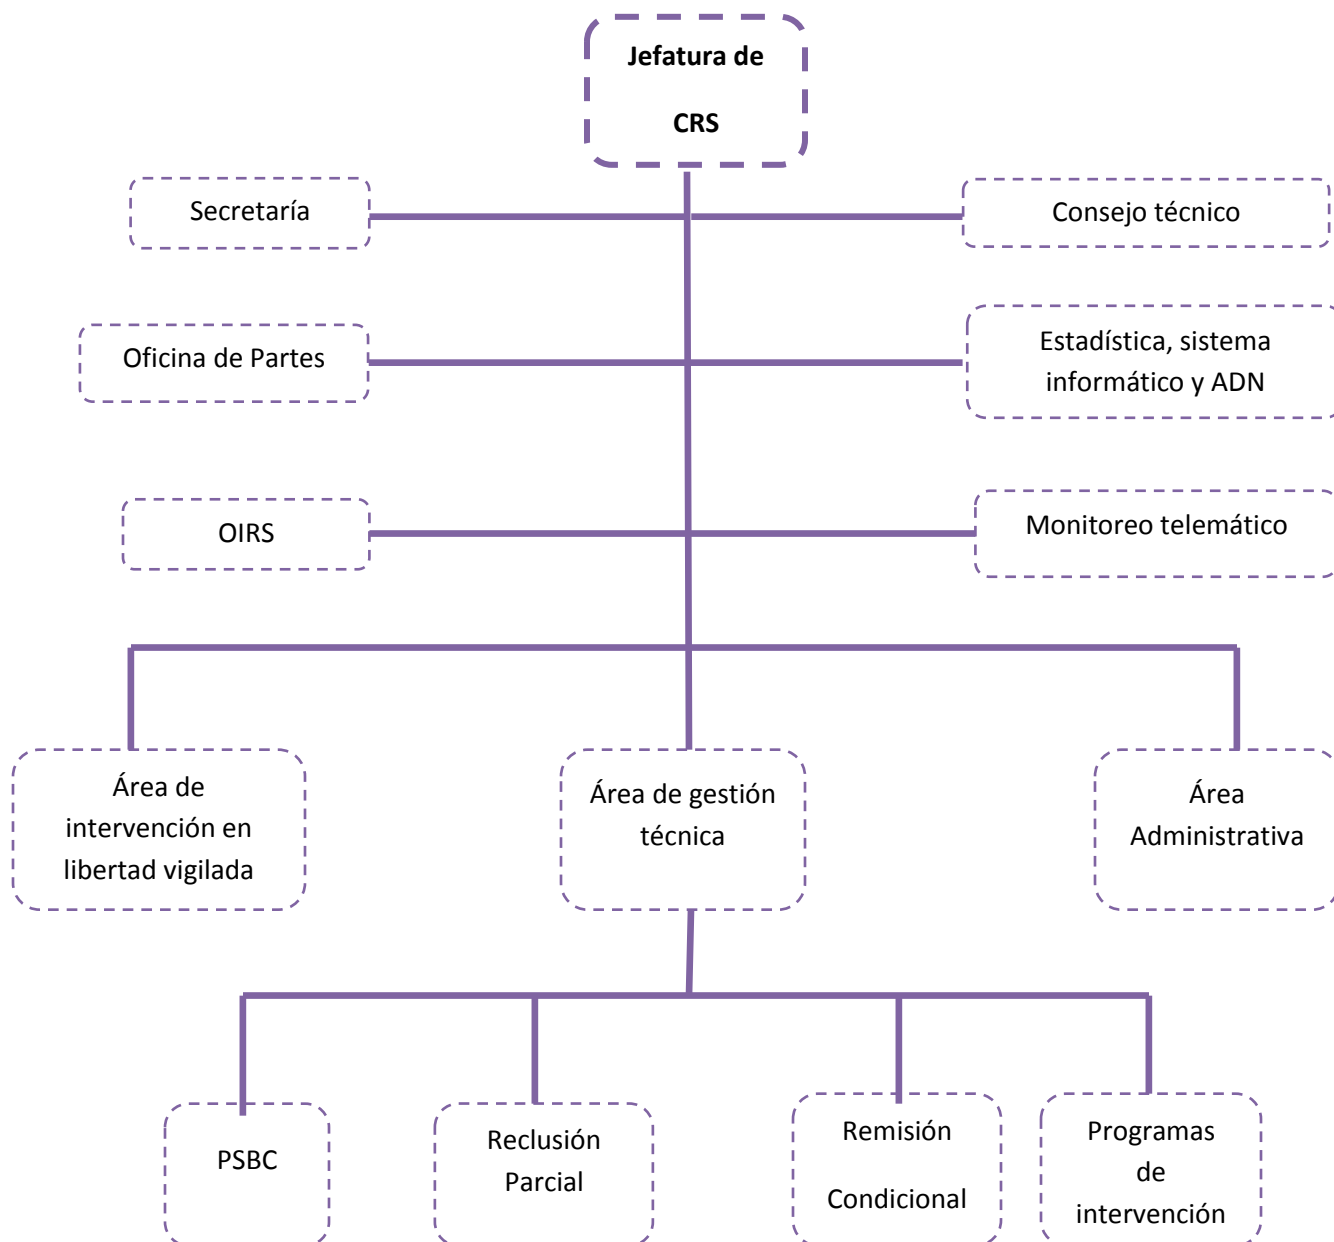 Jefatura de
CRS
Secretaría
Consejo técnico
Oficina de Partes
Estadística, sistema
informático y ADN
OIRS
Monitoreo telemático
Área de
intervención en
libertad vigilada
Área de gestión
técnica
Área
Administrativa
PSBC
Reclusión
Parcial
Remisión
Condicional
Programas
de
intervención